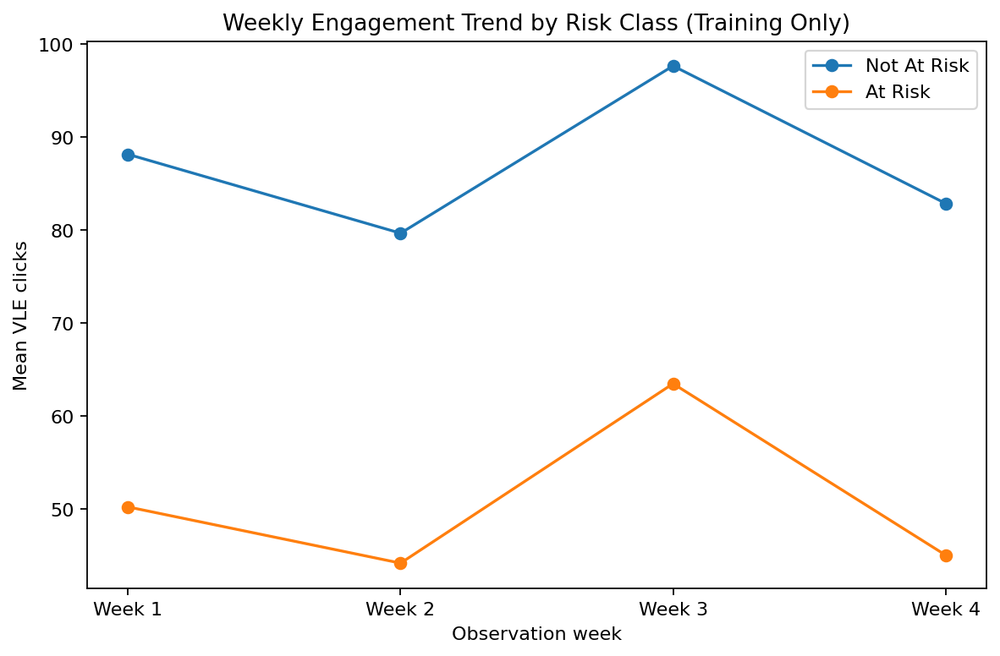 Weekly Engagement Trend by Risk Class (Training Only)
Not At Risk
At Risk
100
90
80
70
60
50
Mean VLE clicks
Week 1
Week 2
Week 3
Week 4
Observation week